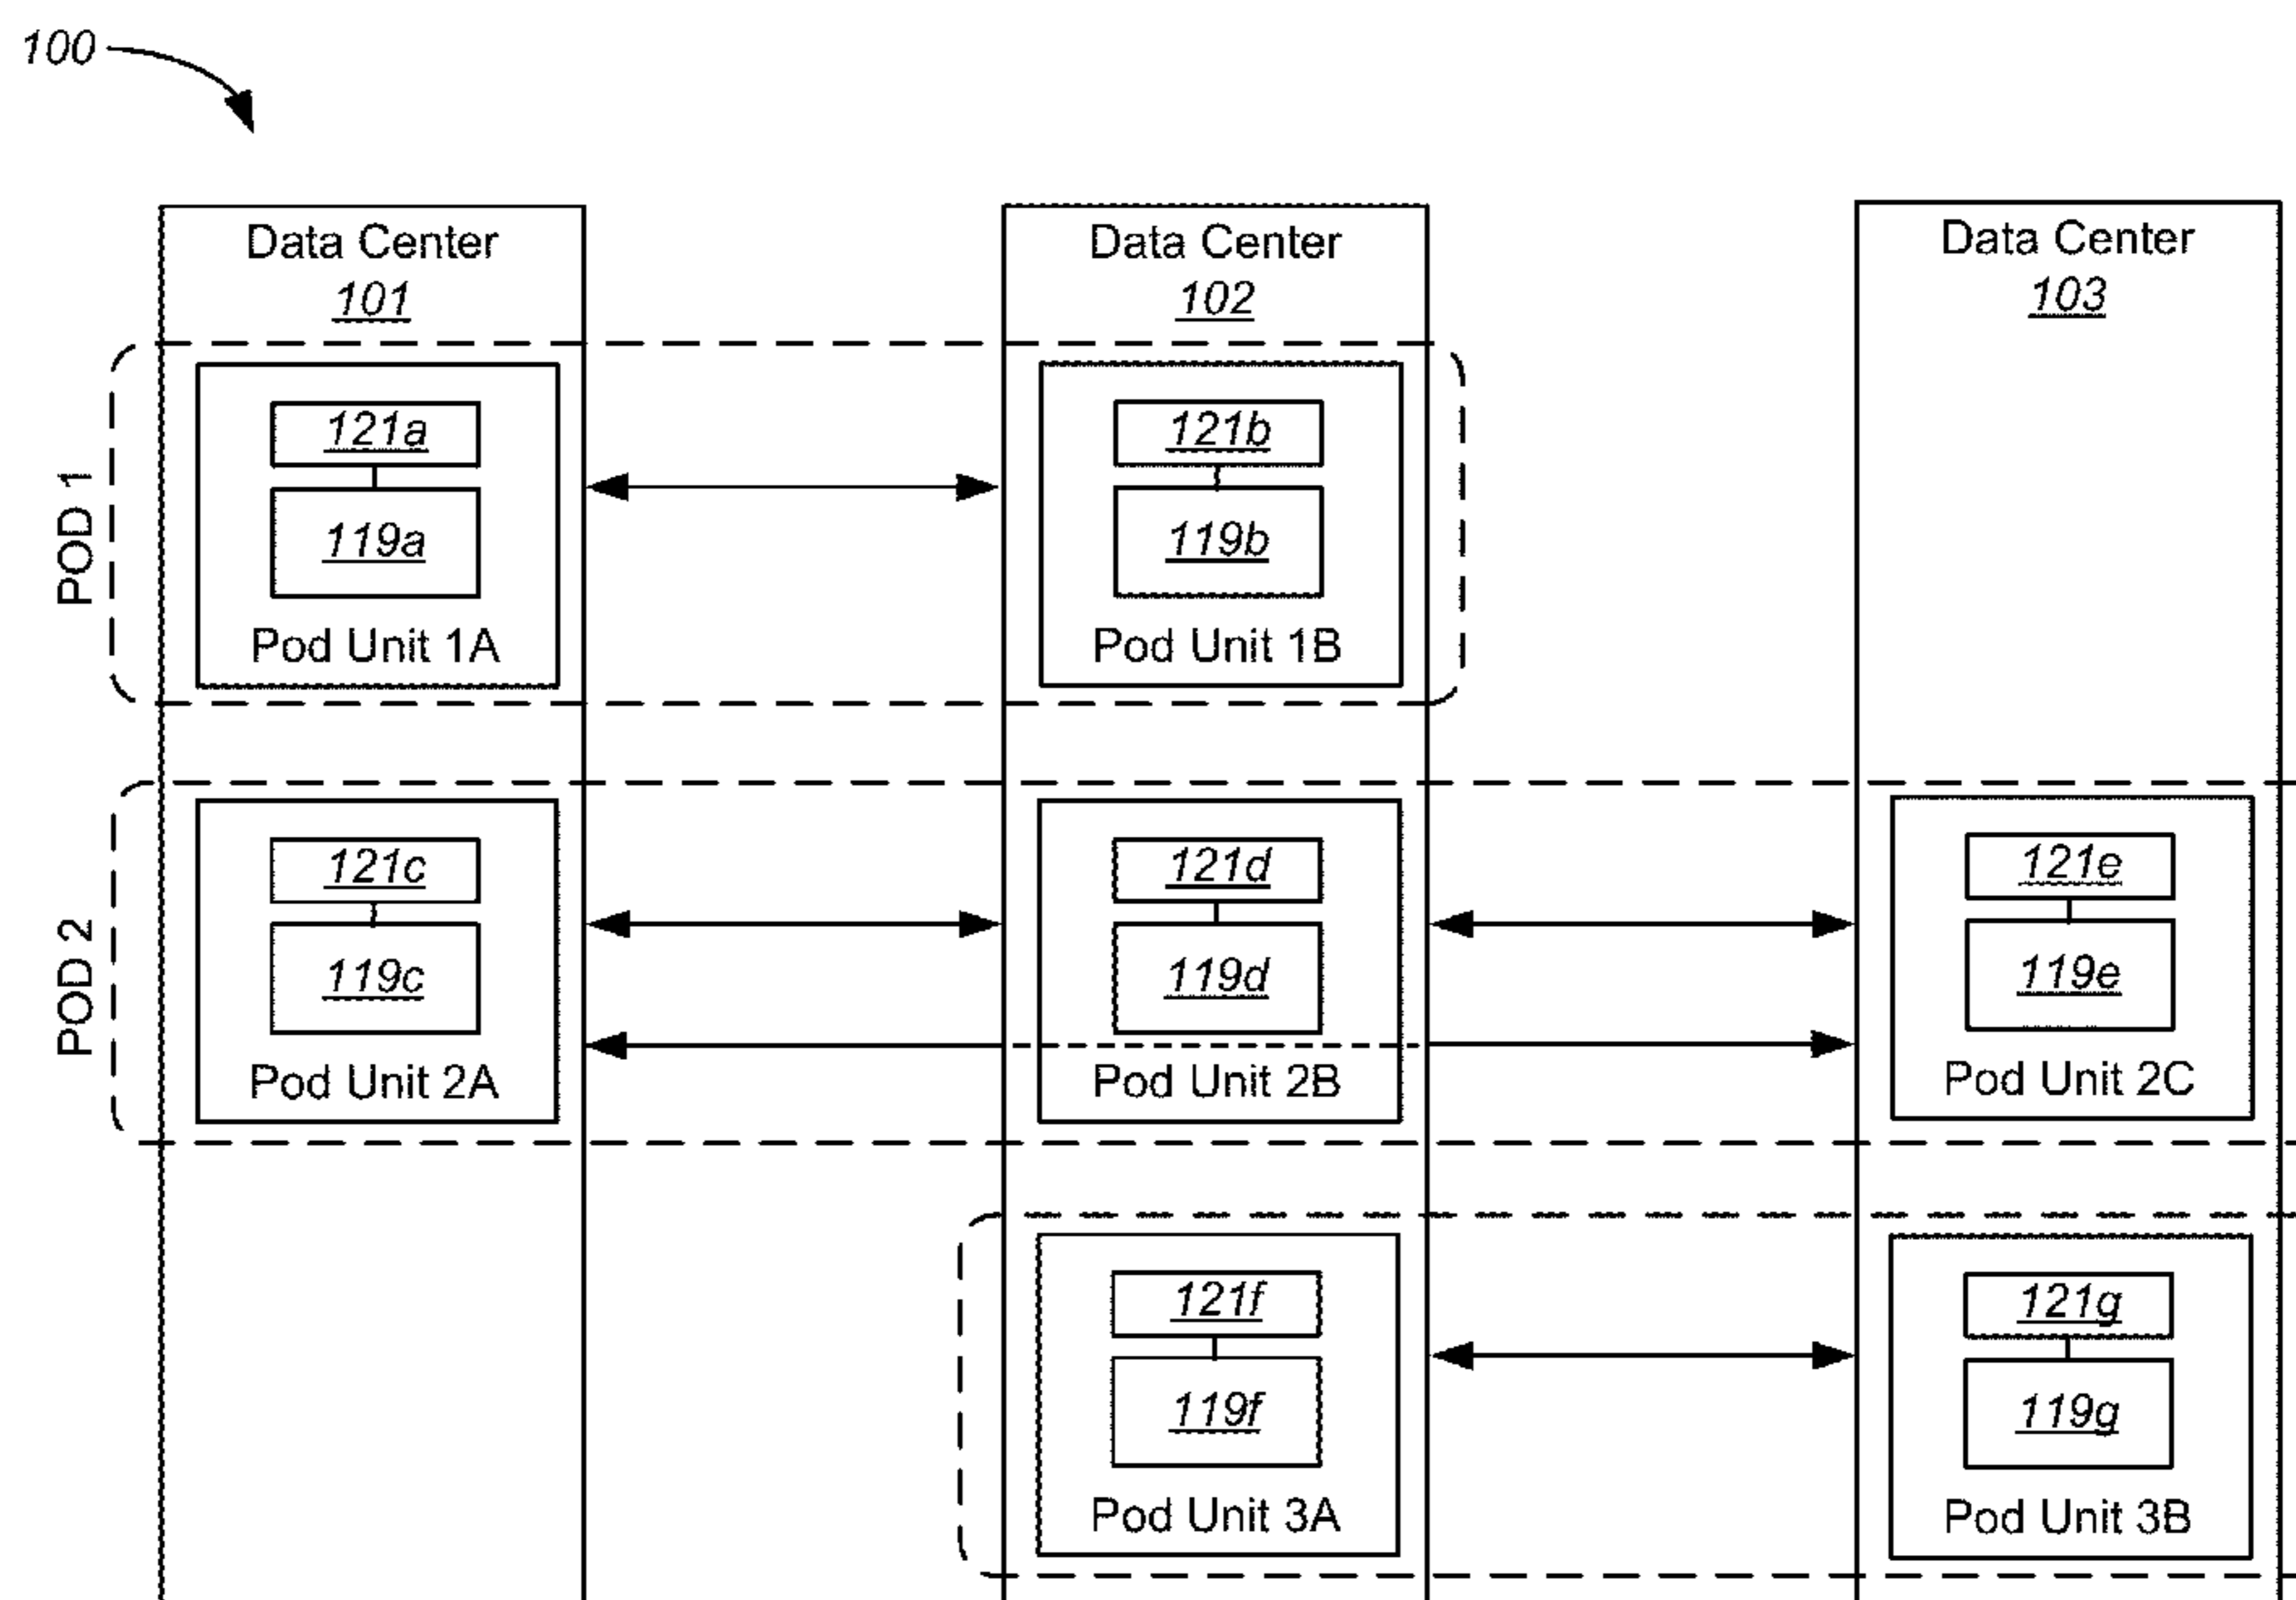 100
Data Center
101
Data Center
102
Data Center
103
POD 1
121a
119a
Pod Unit 1A
121b
119b
Pod Unit 1B
POD 2
121c
119c
Pod Unit 2A
121d
119d
Pod Unit 2B
121e
119e
Pod Unit 2C
121f
119f
Pod Unit 3A
121g
119g
Pod Unit 3B